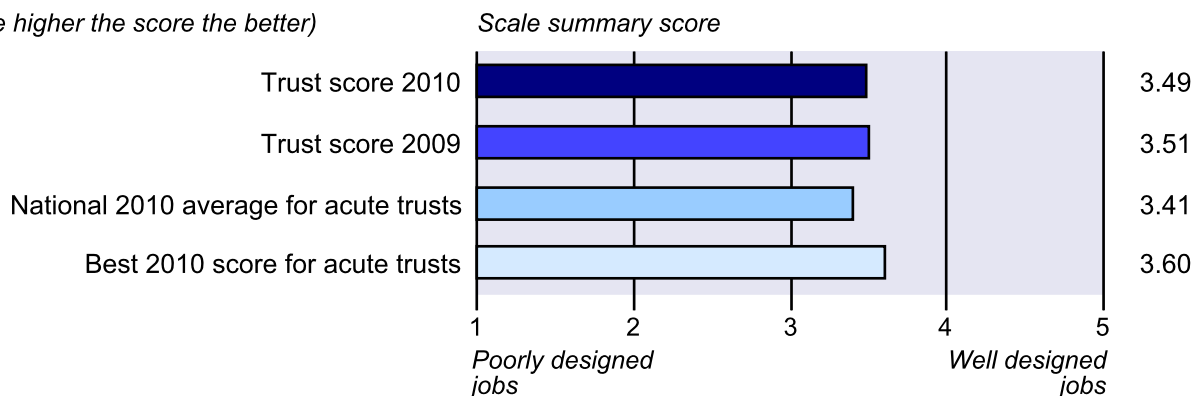 e higher the score the better)
Scale summary score
Trust score 2010
3.49
Trust score 2009
3.51
National 2010 average for acute trusts
3.41
Best 2010 score for acute trusts
3.60
1 2 3 4 5
Poorly designed
jobs
Well designed
jobs